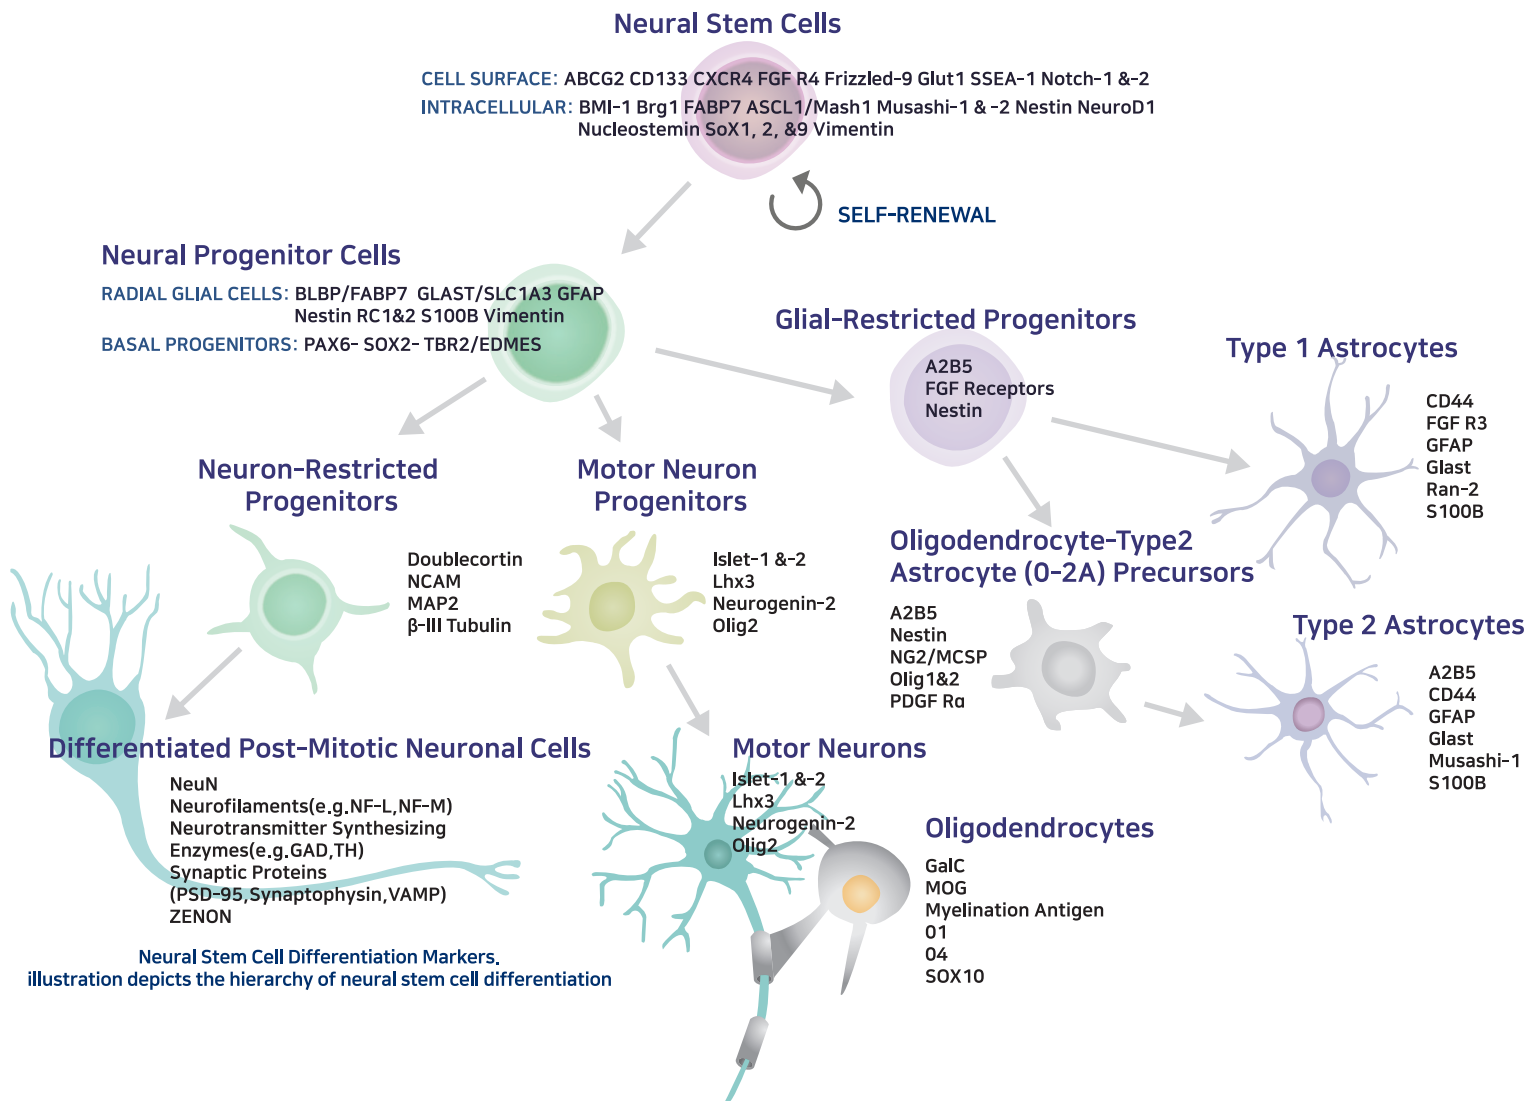 Neural Stem Cells
CELL SURFACE: ABCG2 CD133 CXCR4 FGF R4 Frizzled-9 Glut1 SSEA-1 Notch-1 &-2
INTRACELLULAR: BMI-1 Brg1 FABP7 ASCL1/Mash1 Musashi-1 & -2 Nestin NeuroD1
Nucleostemin SoX1, 2, &9 Vimentin
SELF-RENEWAL
Neural Progenitor Cells
RADIAL GLIAL CELLS: BLBP/FABP7 GLAST/SLC1A3 GFAP
Nestin RC1&2 S100B Vimentin
BASAL PROGENITORS: PAX6- SOX2- TBR2/EDMES
Glial-Restricted Progenitors
A2B5
FGF Receptors
Nestin
Type 1 Astrocytes
CD44
FGF R3
GFAP
Glast
Ran-2
S100B
Neuron-Restricted
Progenitors
Doublecortin
NCAM
MAP2
β-III Tubulin
Motor Neuron
Progenitors
Islet-1 &-2
Lhx3
Neurogenin-2
Olig2
Oligodendrocyte-Type2
Astrocyte (0-2A) Precursors
A2B5
Nestin
NG2/MCSP
Olig1&2
PDGF Rα
Type 2 Astrocytes
A2B5
CD44
GFAP
Glast
Musashi-1
S100B
Differentiated Post-Mitotic Neuronal Cells
NeuN
Neurofilaments(e.g.NF-L,NF-M)
Neurotransmitter Synthesizing
Enzymes(e.g.GAD,TH)
Synaptic Proteins
(PSD-95,Synaptophysin,VAMP)
ZENON
Motor Neurons
Islet-1 &-2
Lhx3
Neurogenin-2
Olig2
Oligodendrocytes
GalC
MOG
Myelination Antigen
01
04
SOX10
Neural Stem Cell Differentiation Markers.
illustration depicts the hierarchy of neural stem cell differentiation